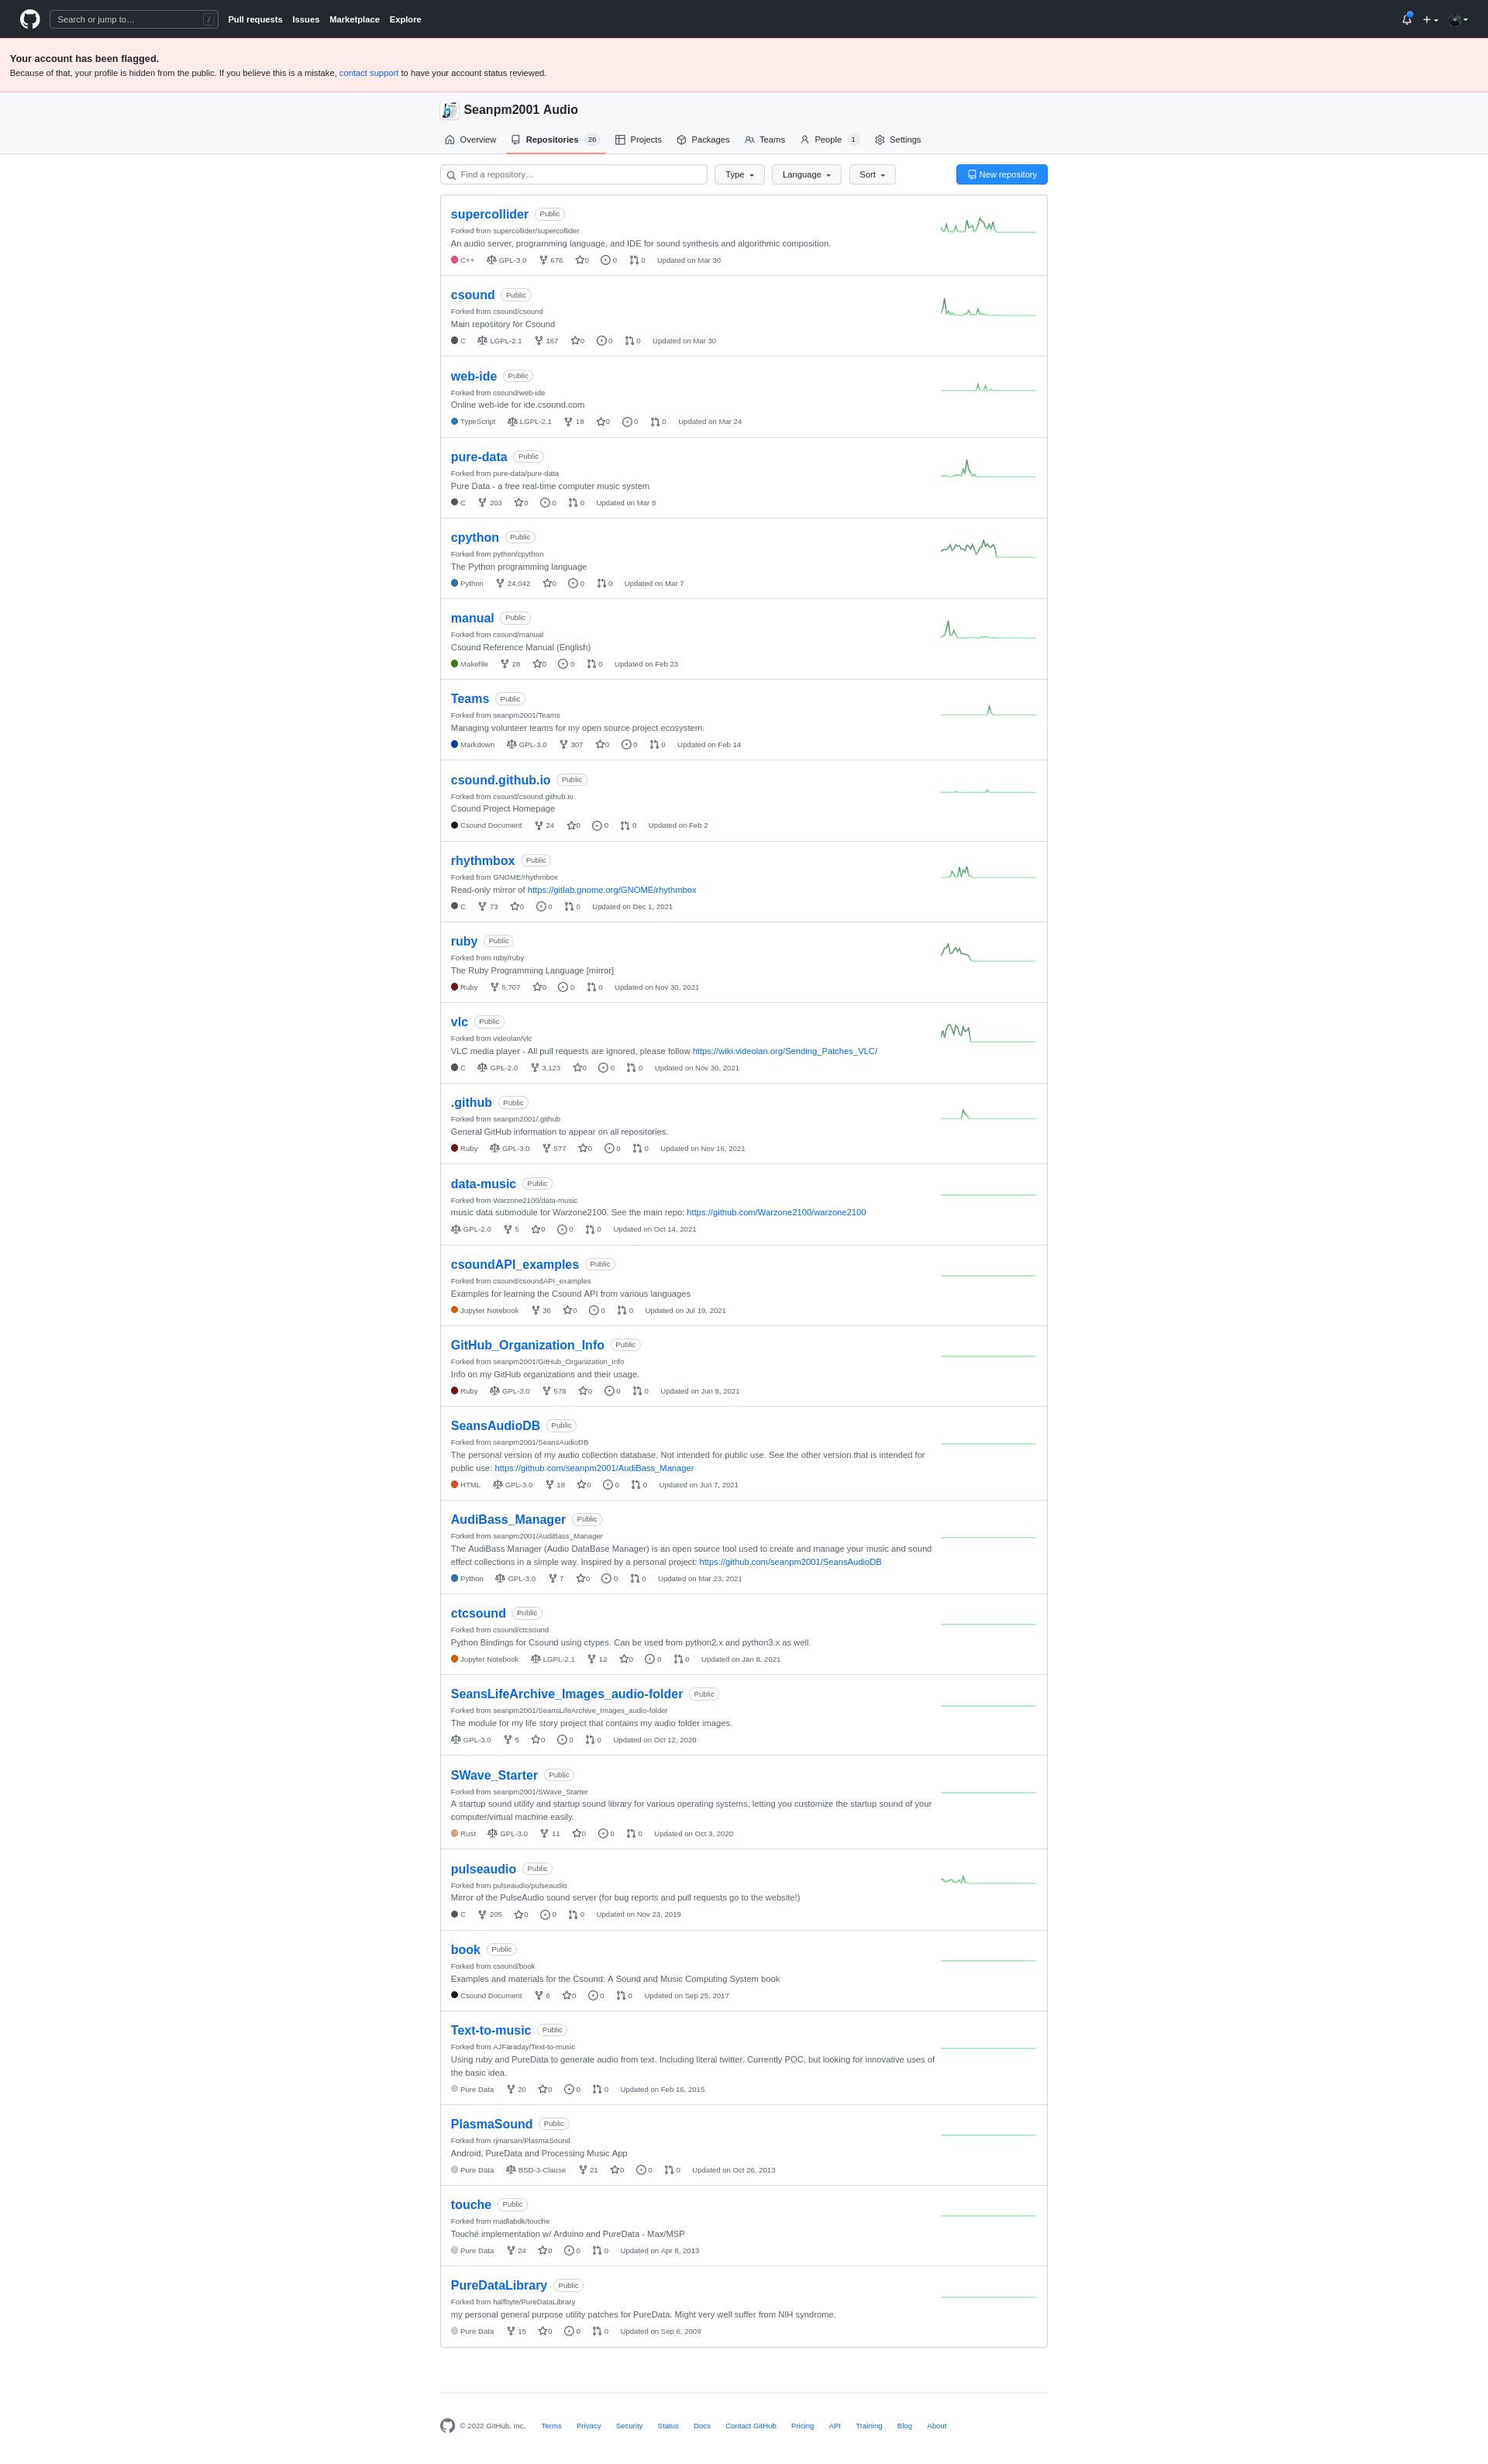 Search or jump to…
/
Pull requests Issues Marketplace Explore
Your account has been flagged.
Because of that, your profile is hidden from the public. If you believe this is a mistake, contact support to have your account status reviewed.
Seanpm2001 Audio
Overview Repositories 26 Projects Packages Teams People 1 Settings
Find a repository… Type Language Sort New repository
supercollider Public
Forked from supercollider/supercollider
An audio server, programming language, and IDE for sound synthesis and algorithmic composition.
C++ GPL-3.0 676 0 0 0 Updated on Mar 30
csound Public
Forked from csound/csound
Main repository for Csound
C LGPL-2.1 167 0 0 0 Updated on Mar 30
web-ide Public
Forked from csound/web-ide
Online web-ide for ide.csound.com
TypeScript LGPL-2.1 18 0 0 0 Updated on Mar 24
pure-data Public
Forked from pure-data/pure-data
Pure Data - a free real-time computer music system
C 203 0 0 0 Updated on Mar 8
cpython Public
Forked from python/cpython
The Python programming language
Python 24,042 0 0 0 Updated on Mar 7
manual Public
Forked from csound/manual
Csound Reference Manual (English)
Makefile 28 0 0 0 Updated on Feb 23
Teams Public
Forked from seanpm2001/Teams
Managing volunteer teams for my open source project ecosystem.
Markdown GPL-3.0 307 0 0 0 Updated on Feb 14
csound.github.io Public
Forked from csound/csound.github.io
Csound Project Homepage
Csound Document 24 0 0 0 Updated on Feb 2
rhythmbox Public
Forked from GNOME/rhythmbox
Read-only mirror of https://gitlab.gnome.org/GNOME/rhythmbox
C 73 0 0 0 Updated on Dec 1, 2021
ruby Public
Forked from ruby/ruby
The Ruby Programming Language [mirror]
Ruby 5,707 0 0 0 Updated on Nov 30, 2021
vlc Public
Forked from videolan/vlc
VLC media player - All pull requests are ignored, please follow https://wiki.videolan.org/Sending_Patches_VLC/
C GPL-2.0 3,123 0 0 0 Updated on Nov 30, 2021
.github Public
Forked from seanpm2001/.github
General GitHub information to appear on all repositories.
Ruby GPL-3.0 577 0 0 0 Updated on Nov 16, 2021
data-music Public
Forked from Warzone2100/data-music
music data submodule for Warzone2100. See the main repo: https://github.com/Warzone2100/warzone2100
GPL-2.0 5 0 0 0 Updated on Oct 14, 2021
csoundAPI_examples Public
Forked from csound/csoundAPI_examples
Examples for learning the Csound API from various languages
Jupyter Notebook 36 0 0 0 Updated on Jul 19, 2021
GitHub_Organization_Info Public
Forked from seanpm2001/GitHub_Organization_Info
Info on my GitHub organizations and their usage.
Ruby GPL-3.0 578 0 0 0 Updated on Jun 8, 2021
SeansAudioDB Public
Forked from seanpm2001/SeansAudioDB
The personal version of my audio collection database. Not intended for public use. See the other version that is intended for
public use: https://github.com/seanpm2001/AudiBass_Manager
HTML GPL-3.0 18 0 0 0 Updated on Jun 7, 2021
AudiBass_Manager Public
Forked from seanpm2001/AudiBass_Manager
The AudiBass Manager (Audio DataBase Manager) is an open source tool used to create and manage your music and sound
effect collections in a simple way. Inspired by a personal project: https://github.com/seanpm2001/SeansAudioDB
Python GPL-3.0 7 0 0 0 Updated on Mar 23, 2021
ctcsound Public
Forked from csound/ctcsound
Python Bindings for Csound using ctypes. Can be used from python2.x and python3.x as well.
Jupyter Notebook LGPL-2.1 12 0 0 0 Updated on Jan 8, 2021
SeansLifeArchive_Images_audio-folder Public
Forked from seanpm2001/SeansLifeArchive_Images_audio-folder
The module for my life story project that contains my audio folder images.
GPL-3.0 5 0 0 0 Updated on Oct 12, 2020
SWave_Starter Public
Forked from seanpm2001/SWave_Starter
A startup sound utility and startup sound library for various operating systems, letting you customize the startup sound of your
computer/virtual machine easily.
Rust GPL-3.0 11 0 0 0 Updated on Oct 3, 2020
pulseaudio Public
Forked from pulseaudio/pulseaudio
Mirror of the PulseAudio sound server (for bug reports and pull requests go to the website!)
C 205 0 0 0 Updated on Nov 23, 2019
book Public
Forked from csound/book
Examples and materials for the Csound: A Sound and Music Computing System book
Csound Document 6 0 0 0 Updated on Sep 25, 2017
Text-to-music Public
Forked from AJFaraday/Text-to-music
Using ruby and PureData to generate audio from text. Including literal twitter. Currently POC, but looking for innovative uses of
the basic idea.
Pure Data 20 0 0 0 Updated on Feb 16, 2015
PlasmaSound Public
Forked from rjmarsan/PlasmaSound
Android, PureData and Processing Music App
Pure Data BSD-3-Clause 21 0 0 0 Updated on Oct 26, 2013
touche Public
Forked from madlabdk/touche
Touché implementation w/ Arduino and PureData - Max/MSP
Pure Data 24 0 0 0 Updated on Apr 8, 2013
PureDataLibrary Public
Forked from halfbyte/PureDataLibrary
my personal general purpose utility patches for PureData. Might very well suffer from NIH syndrome.
Pure Data 15 0 0 0 Updated on Sep 6, 2009
© 2022 GitHub, Inc. Terms Privacy Security Status Docs Contact GitHub Pricing API Training Blog About